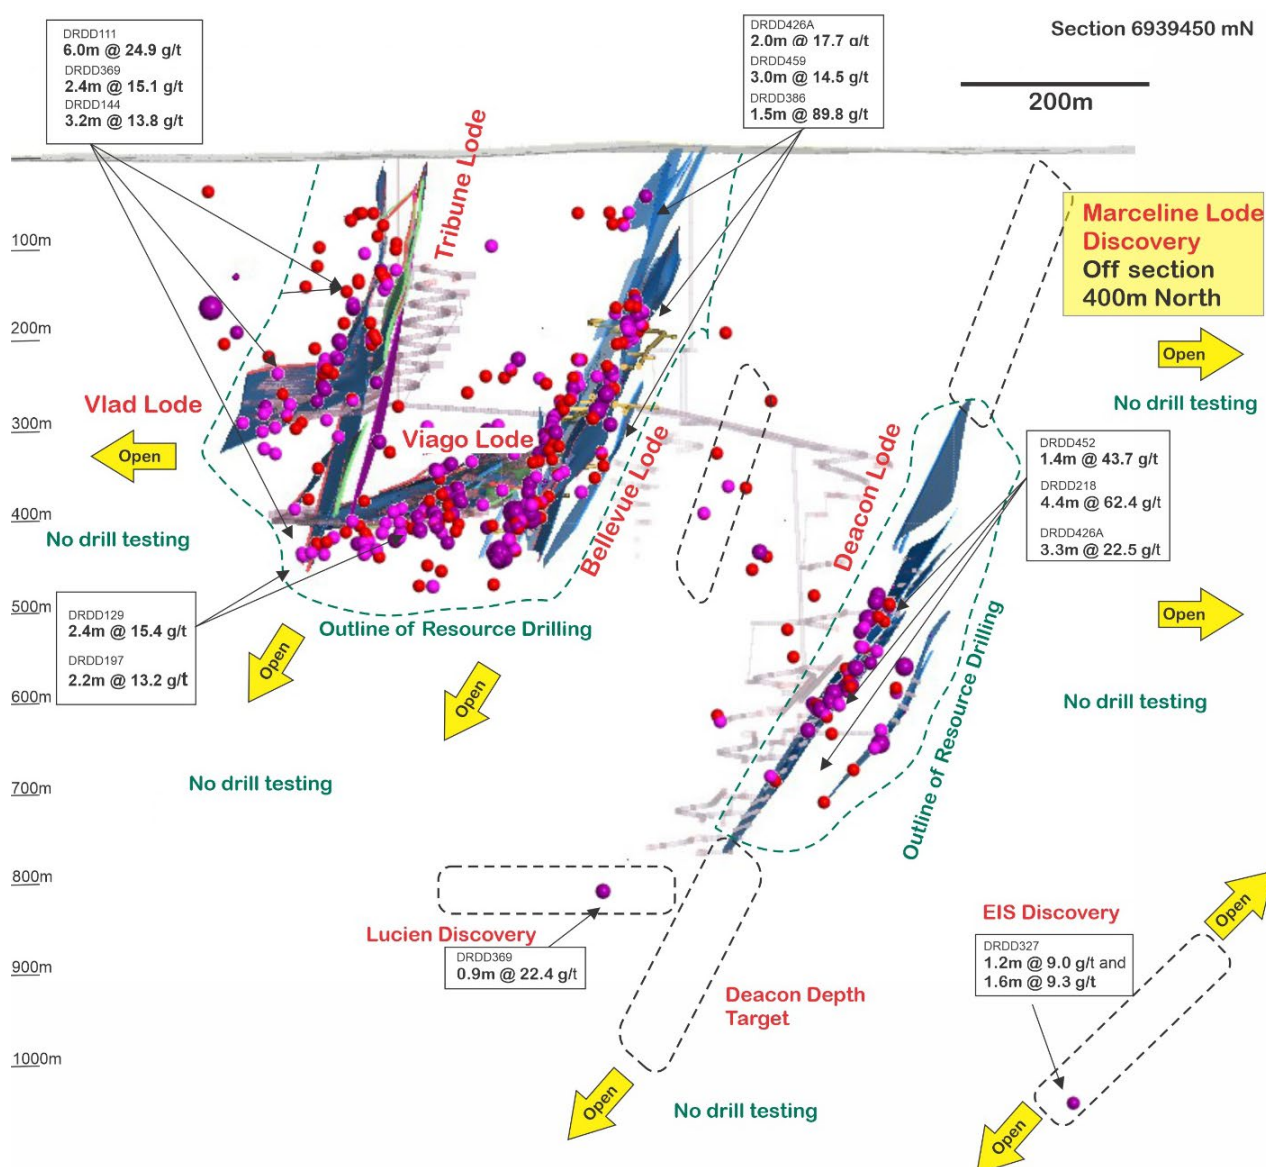 Section 6939450 mN
200m
DRDD111
6.0m @ 24.9 g/t
DRDD369
2.4m @ 15.1 g/t
DRDD144
3.2m @ 13.8 g/t
DRDD426A
2.0m @ 17.7 g/t
DRDD459
3.0m @ 14.5 g/t
DRDD386
1.5m @ 89.8 g/t
Tribune Lode
Marceline Lode
Discovery
Off section
400m North
100m
200m
300m
400m
500m
600m
700m
800m
900m
1000m
Open
No drill testing
Vlad Lode
Open
No drill testing
Viago Lode
Bellevue Lode
Deacon Lode
DRDD452
1.4m @ 43.7 g/t
DRDD218
4.4m @ 62.4 g/t
DRDD426A
3.3m @ 22.5 g/t
DRDD129
2.4m @ 15.4 g/t
DRDD197
2.2m @ 13.2 g/t
Outline of Resource Drilling
Open
Open
Open
No drill testing
Outline of Resource Drilling
No drill testing
Lucien Discovery
DRDD369
0.9m @ 22.4 g/t
Deacon Depth
Target
EIS Discovery
DRDD327
1.2m @ 9.0 g/t and
1.6m @ 9.3 g/t
Open
Open
No drill testing
Open